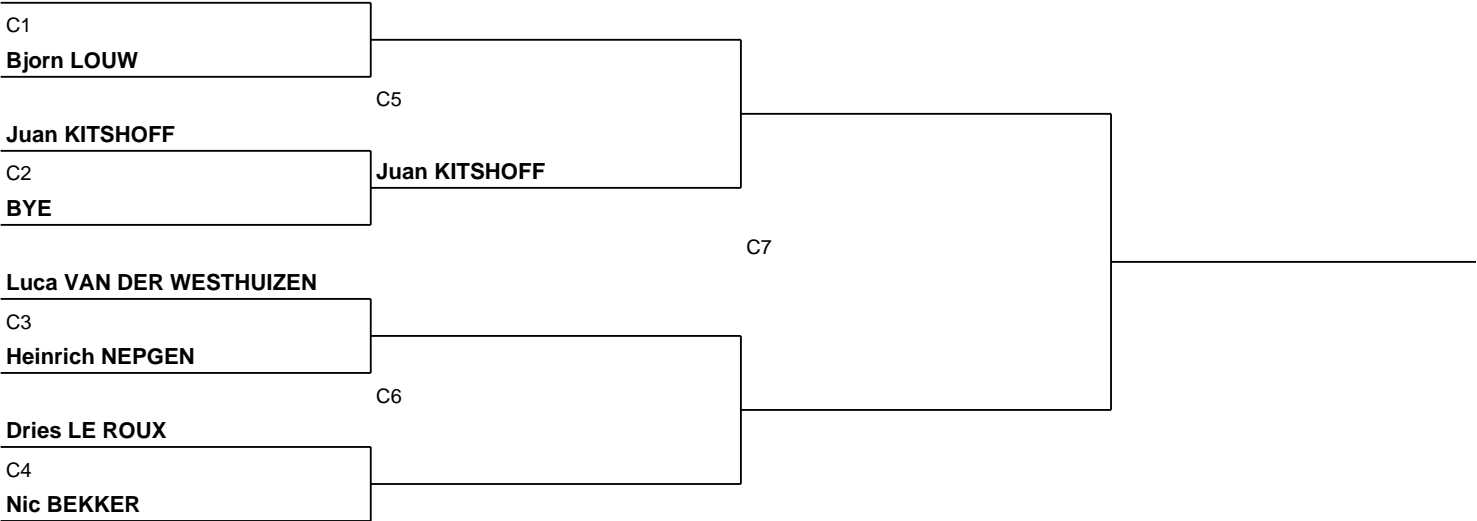 C1
Bjorn LOUW
C5
Juan KITSHOFF
C2
Juan KITSHOFF
BYE
C7
Luca VAN DER WESTHUIZEN
C3
Heinrich NEPGEN
C6
Dries LE ROUX
C4
Nic BEKKER